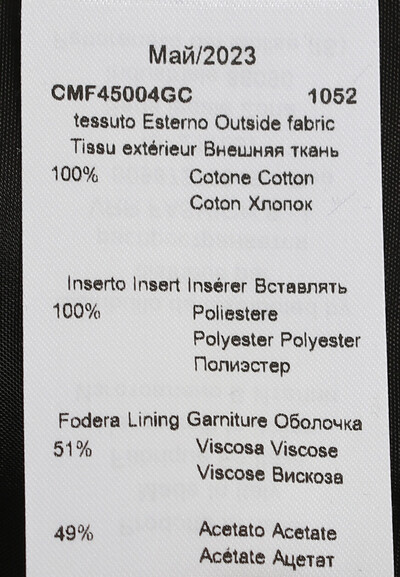 Май/2023
CMF45004GC 1052
tessuto Esterno Outside fabric
Tissu extérieur Внешняя ткань
100% Cotone Cotton
Coton Хлопок
Inserto Insert Insérer Вставлять
100% Poliestere
Polyester Polyester
Полиэстер
Fodera Lining Garniture Оболочка
51% Viscosa Viscose
Viscose Вискоза
49% Acetato Acetate
Acétate Ацетат